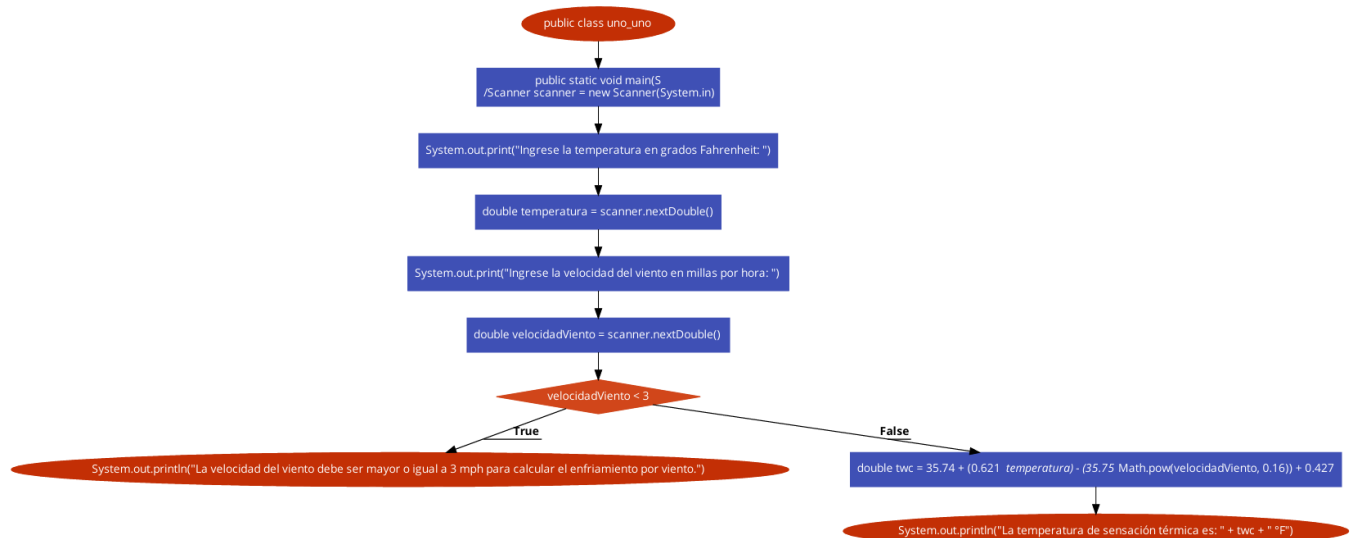 public class uno_uno
public static void main(S
/Scanner scanner = new Scanner(System.in)
System.out.print("Ingrese la temperatura en grados Fahrenheit: ")
double temperatura = scanner.nextDouble()
System.out.print("Ingrese la velocidad del viento en millas por hora: ")
double velocidadViento = scanner.nextDouble()
velocidadViento < 3
True
False
System.out.println("La velocidad del viento debe ser mayor o igual a 3 mph para calcular el enfriamiento por viento.")
double twc = 35.74 + (0.621 temperatura) - (35.75 Math.pow(velocidadViento, 0.16)) + 0.427
System.out.println("La temperatura de sensación térmica es: " + twc + " °F")